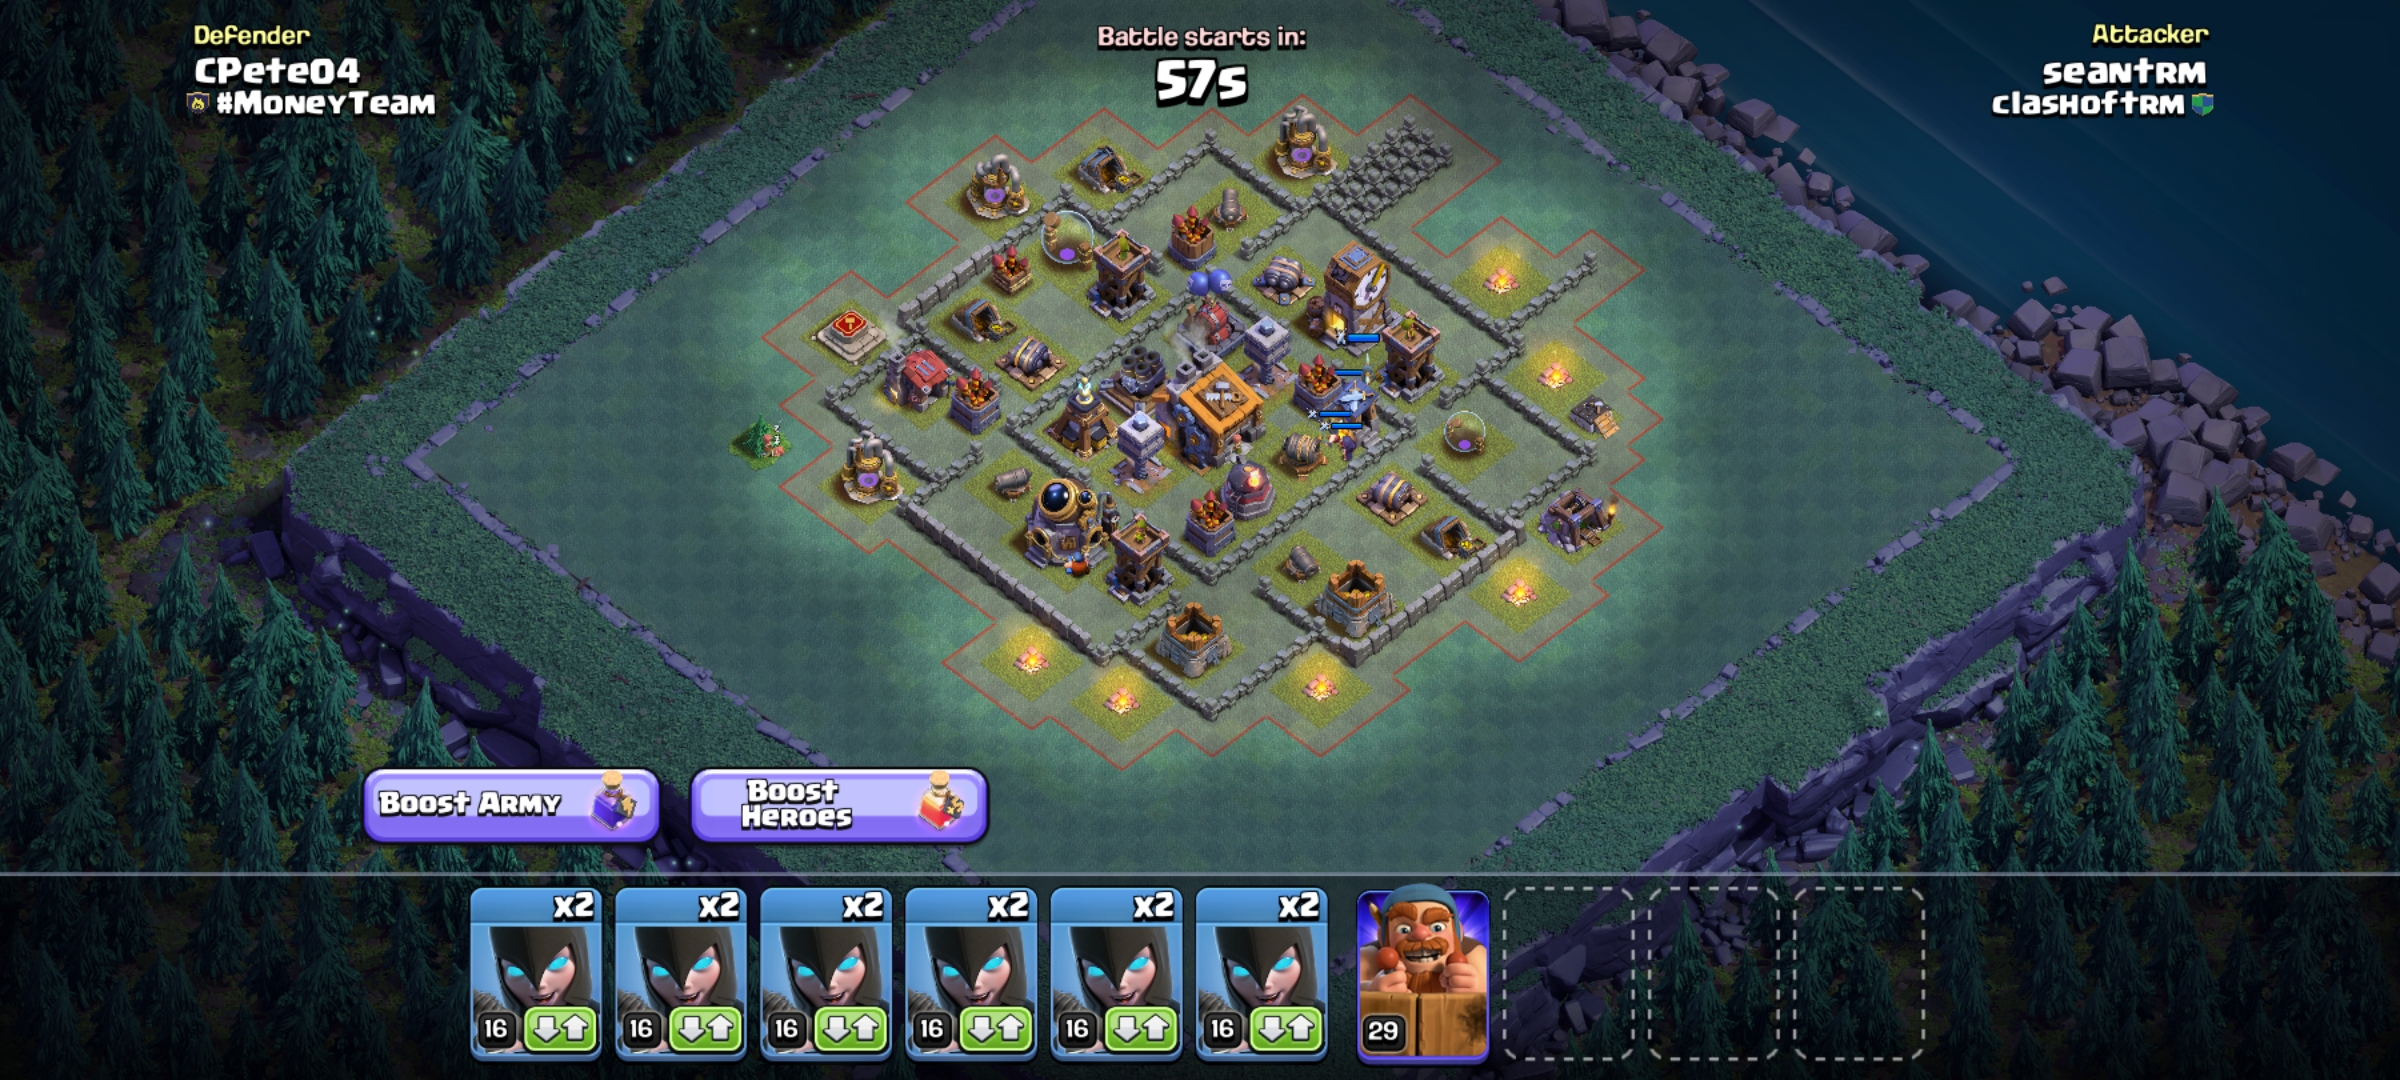 Defender
CPete04
#MoneyTeam
Battle starts in:
57s
Attacker
seantRM
clashoftRM
Boost Army
Boost
Heroes
x2
x2
x2
x2
x2
x2
16
16
16
16
16
16
29